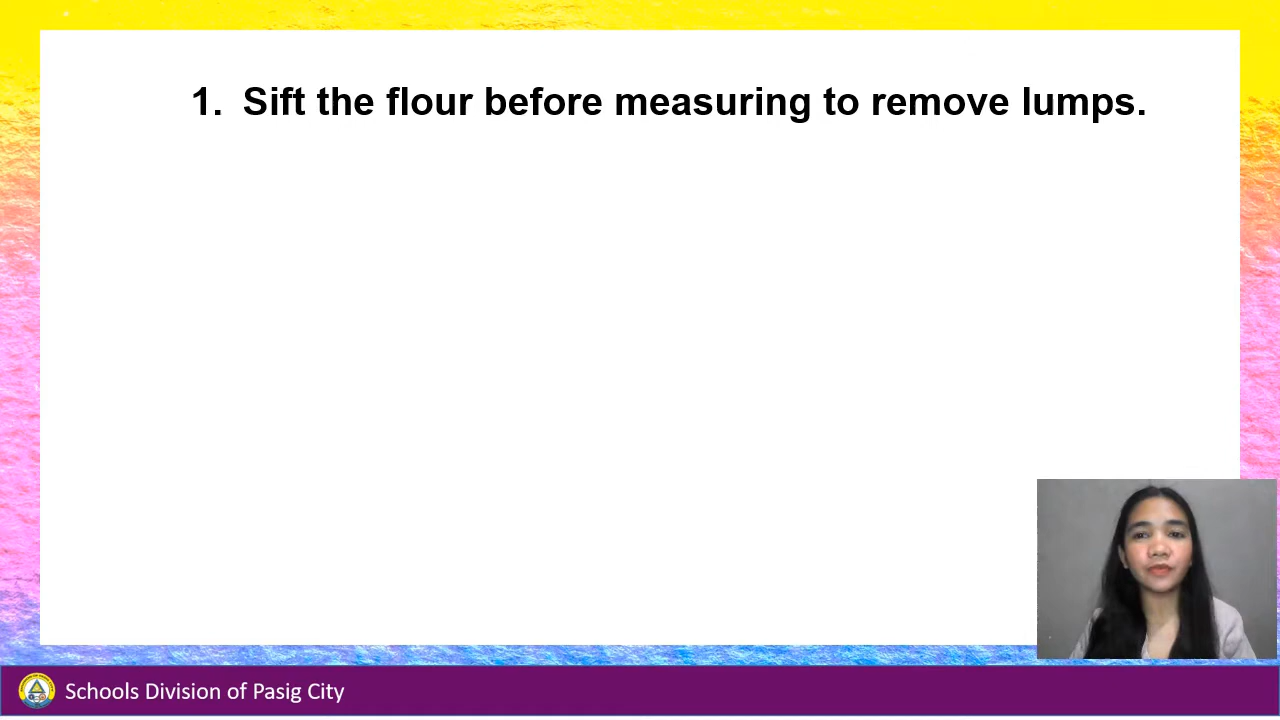 1. Sift the flour before measuring to remove lumps.
Schools Division of Pasig City